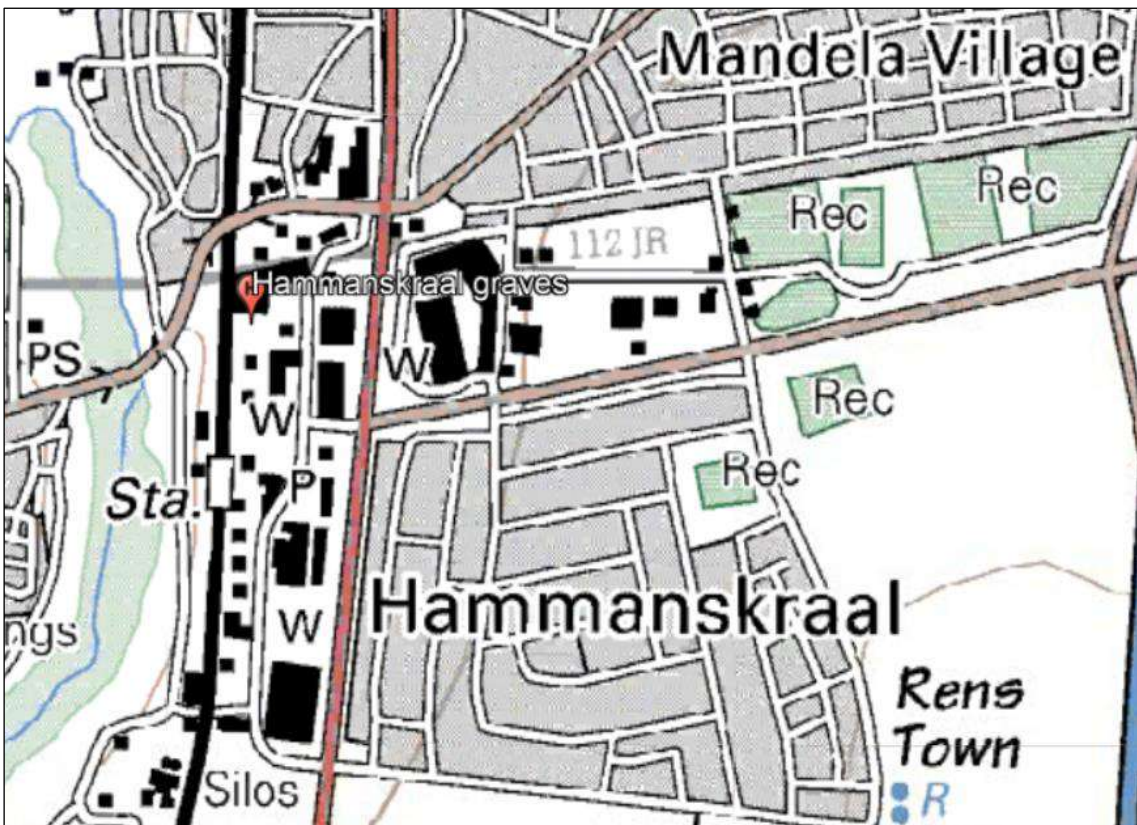 Mandela Village
Rec
Rec
112 JR
Hammanskraal graves
PS
W
Rec
W
Rec
Sta.
P
Hammanskraal
W
ngs
Rens
Town
Silos
R